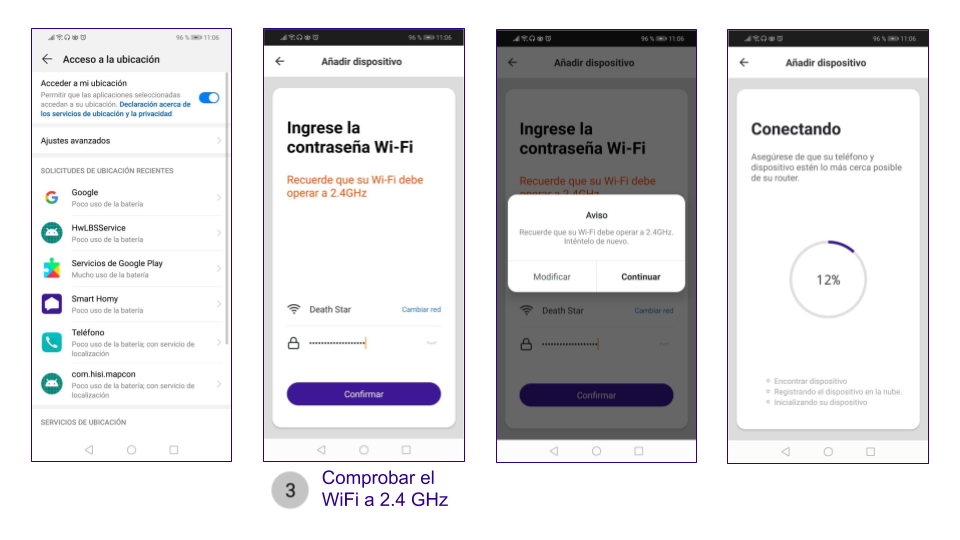 96 % 11:06
Acceso a la ubicación
Acceder a mi ubicación
Permitir que las aplicaciones seleccionadas
accedan a su ubicación. Declaración acerca de
los servicios de ubicación y la privacidad
Ajustes avanzados
SOLICITUDES DE UBICACIÓN RECIENTES
Google
Poco uso de la batería
HwLBSService
Poco uso de la batería
Servicios de Google Play
Mucho uso de la batería
Smart Homy
Poco uso de la batería
Teléfono
Poco uso de la batería; con servicio de
localización
com.hisi.mapcon
Poco uso de la batería; con servicio de
localización
SERVICIOS DE UBICACIÓN
96 % 11:06
Añadir dispositivo
Ingrese la
contraseña Wi-Fi
Recuerde que su Wi-Fi debe
operar a 2.4GHz
Death Star Cambiar red
Confirmar
3
Comprobar el
WiFi a 2.4 GHz
96 % 11:06
Añadir dispositivo
Ingrese la
contraseña Wi-Fi
Recuerde que su Wi-Fi debe
operar a 2.4GHz
Aviso
Recuerde que su Wi-Fi debe operar a 2.4GHz.
Inténtelo de nuevo.
Modificar Continuar
Death Star Cambiar red
Confirmar
96 % 11:06
Añadir dispositivo
Conectando
Asegúrese de que su teléfono y
dispositivo estén lo más cerca posible
de su router.
12%
Encontrar dispositivo
Registrando el dispositivo en la nube.
Inicializando su dispositivo